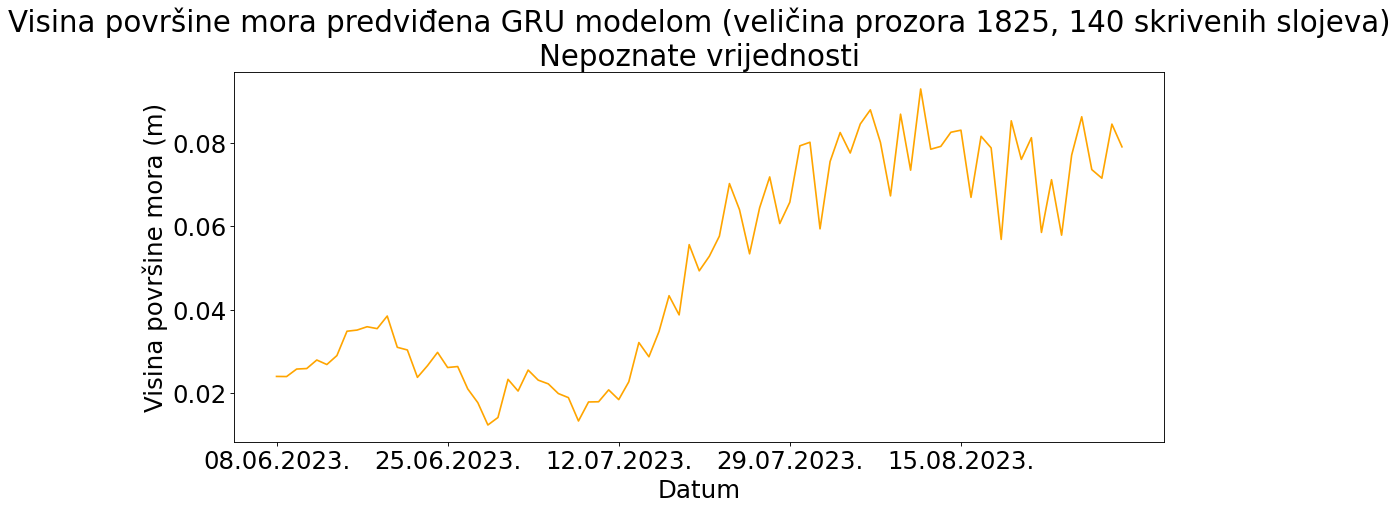 Visina površine mora predviđena GRU modelom (veličina prozora 1825, 140 skrivenih slojeva)
Nepoznate vrijednosti
Visina površine mora (m)
0.08
0.06
0.04
0.02
08.06.2023. 25.06.2023. 12.07.2023. 29.07.2023. 15.08.2023.
Datum